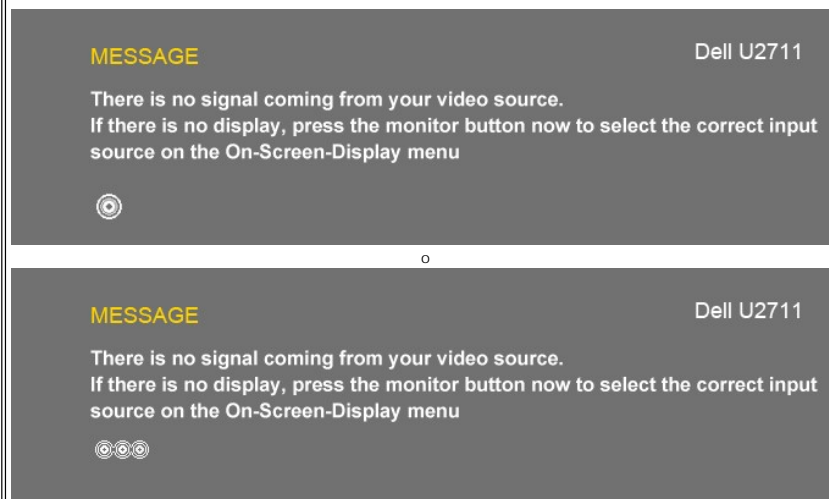 MESSAGE
Dell U2711
There is no signal coming from your video source.
If there is no display, press the monitor button now to select the correct input
source on the On-Screen-Display menu
o
MESSAGE
Dell U2711
There is no signal coming from your video source.
If there is no display, press the monitor button now to select the correct input
source on the On-Screen-Display menu